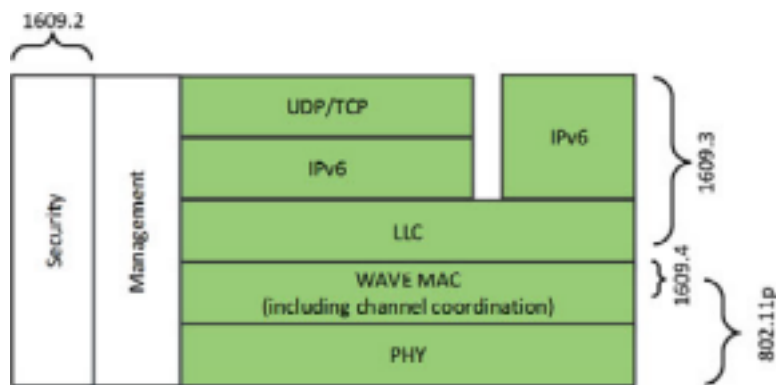 1609.2
UDP/TCP
IPv6
IPv6
LLC
WAVE MAC
(including channel coordination)
PHY
Security
Management
1609.3
1609.4
802.11p